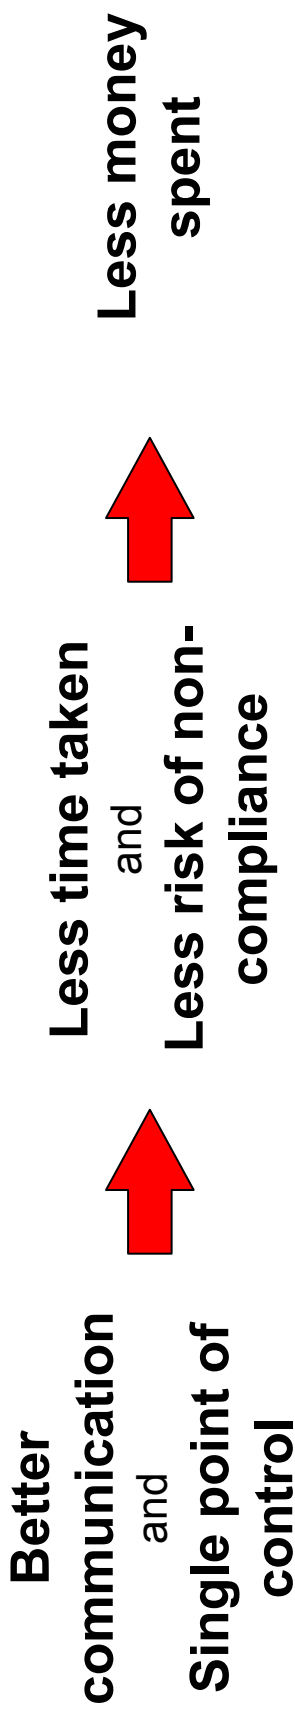 Better
communication
and
Single point of
control
Less time taken
and
Less risk of non-
compliance
Less money
spent